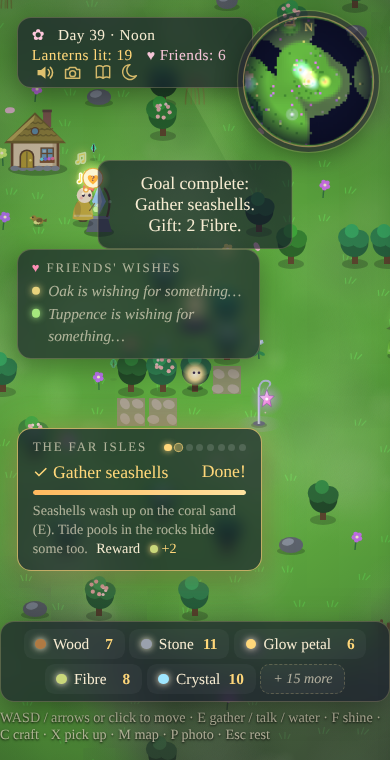 Day 39 · Noon
N
Lanterns lit: 19 ♥ Friends: 6
Goal complete:
Gather seashells.
Gift: 2 Fibre.
♥ FRIENDS' WISHES
Oak is wishing for something…
Tuppence is wishing for
something…
THE FAR ISLES
✓ Gather seashells Done!
Seashells wash up on the coral sand
(E). Tide pools in the rocks hide
some too. Reward +2
Wood 7 Stone 11 Glow petal 6
Fibre 8 Crystal 10 + 15 more
WASD / arrows or click to move · E gather / talk / water · F shine ·
C craft · X pick up · M map · P photo · Esc rest